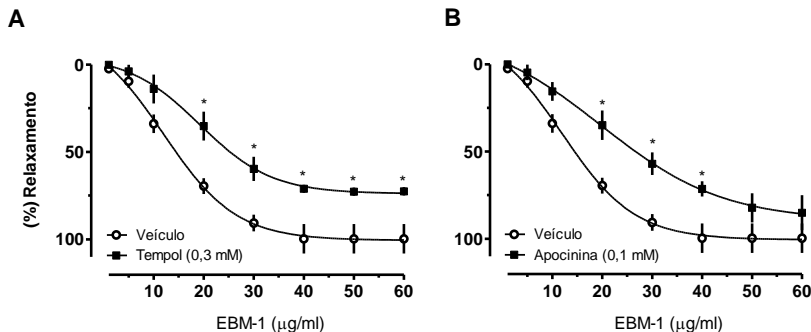 A
B
(%) Relaxamento
0
50
100
Veículo
Tempol (0,3 mM)
* * * * *
10 20 30 40 50 60
EBM-1 (μg/ml)
0
50
100
Veículo
Apocinina (0,1 mM)
* * *
10 20 30 40 50 60
EBM-1 (μg/ml)